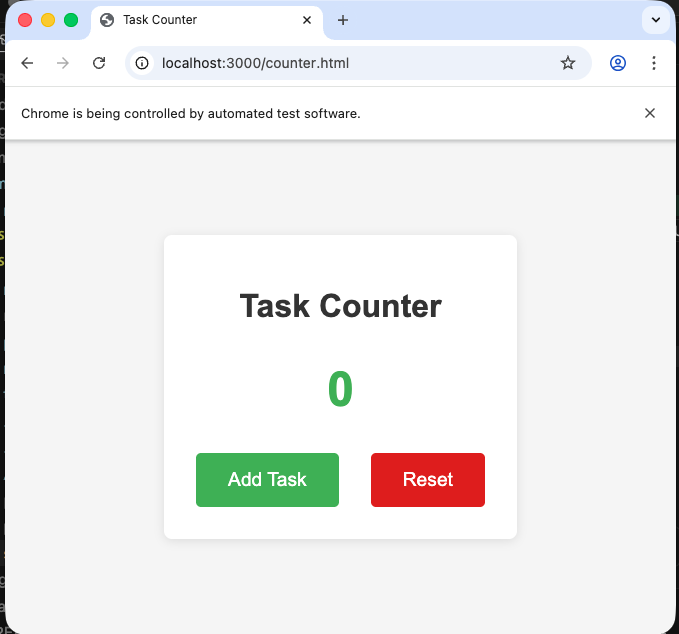 Task Counter
localhost:3000/counter.html
Chrome is being controlled by automated test software.
Task Counter
0
Add Task
Reset